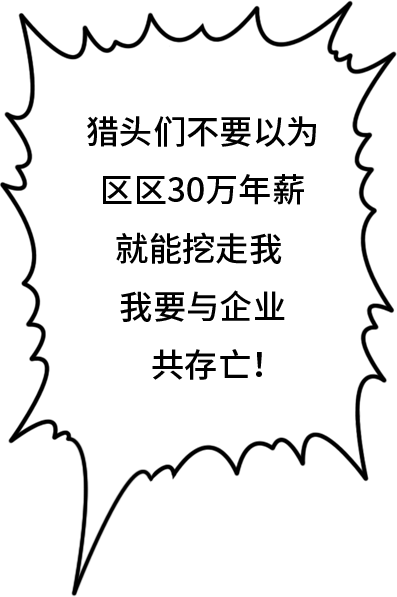 猎头们不要以为
区区30万年薪
就能挖走我
我要与企业
共存亡！